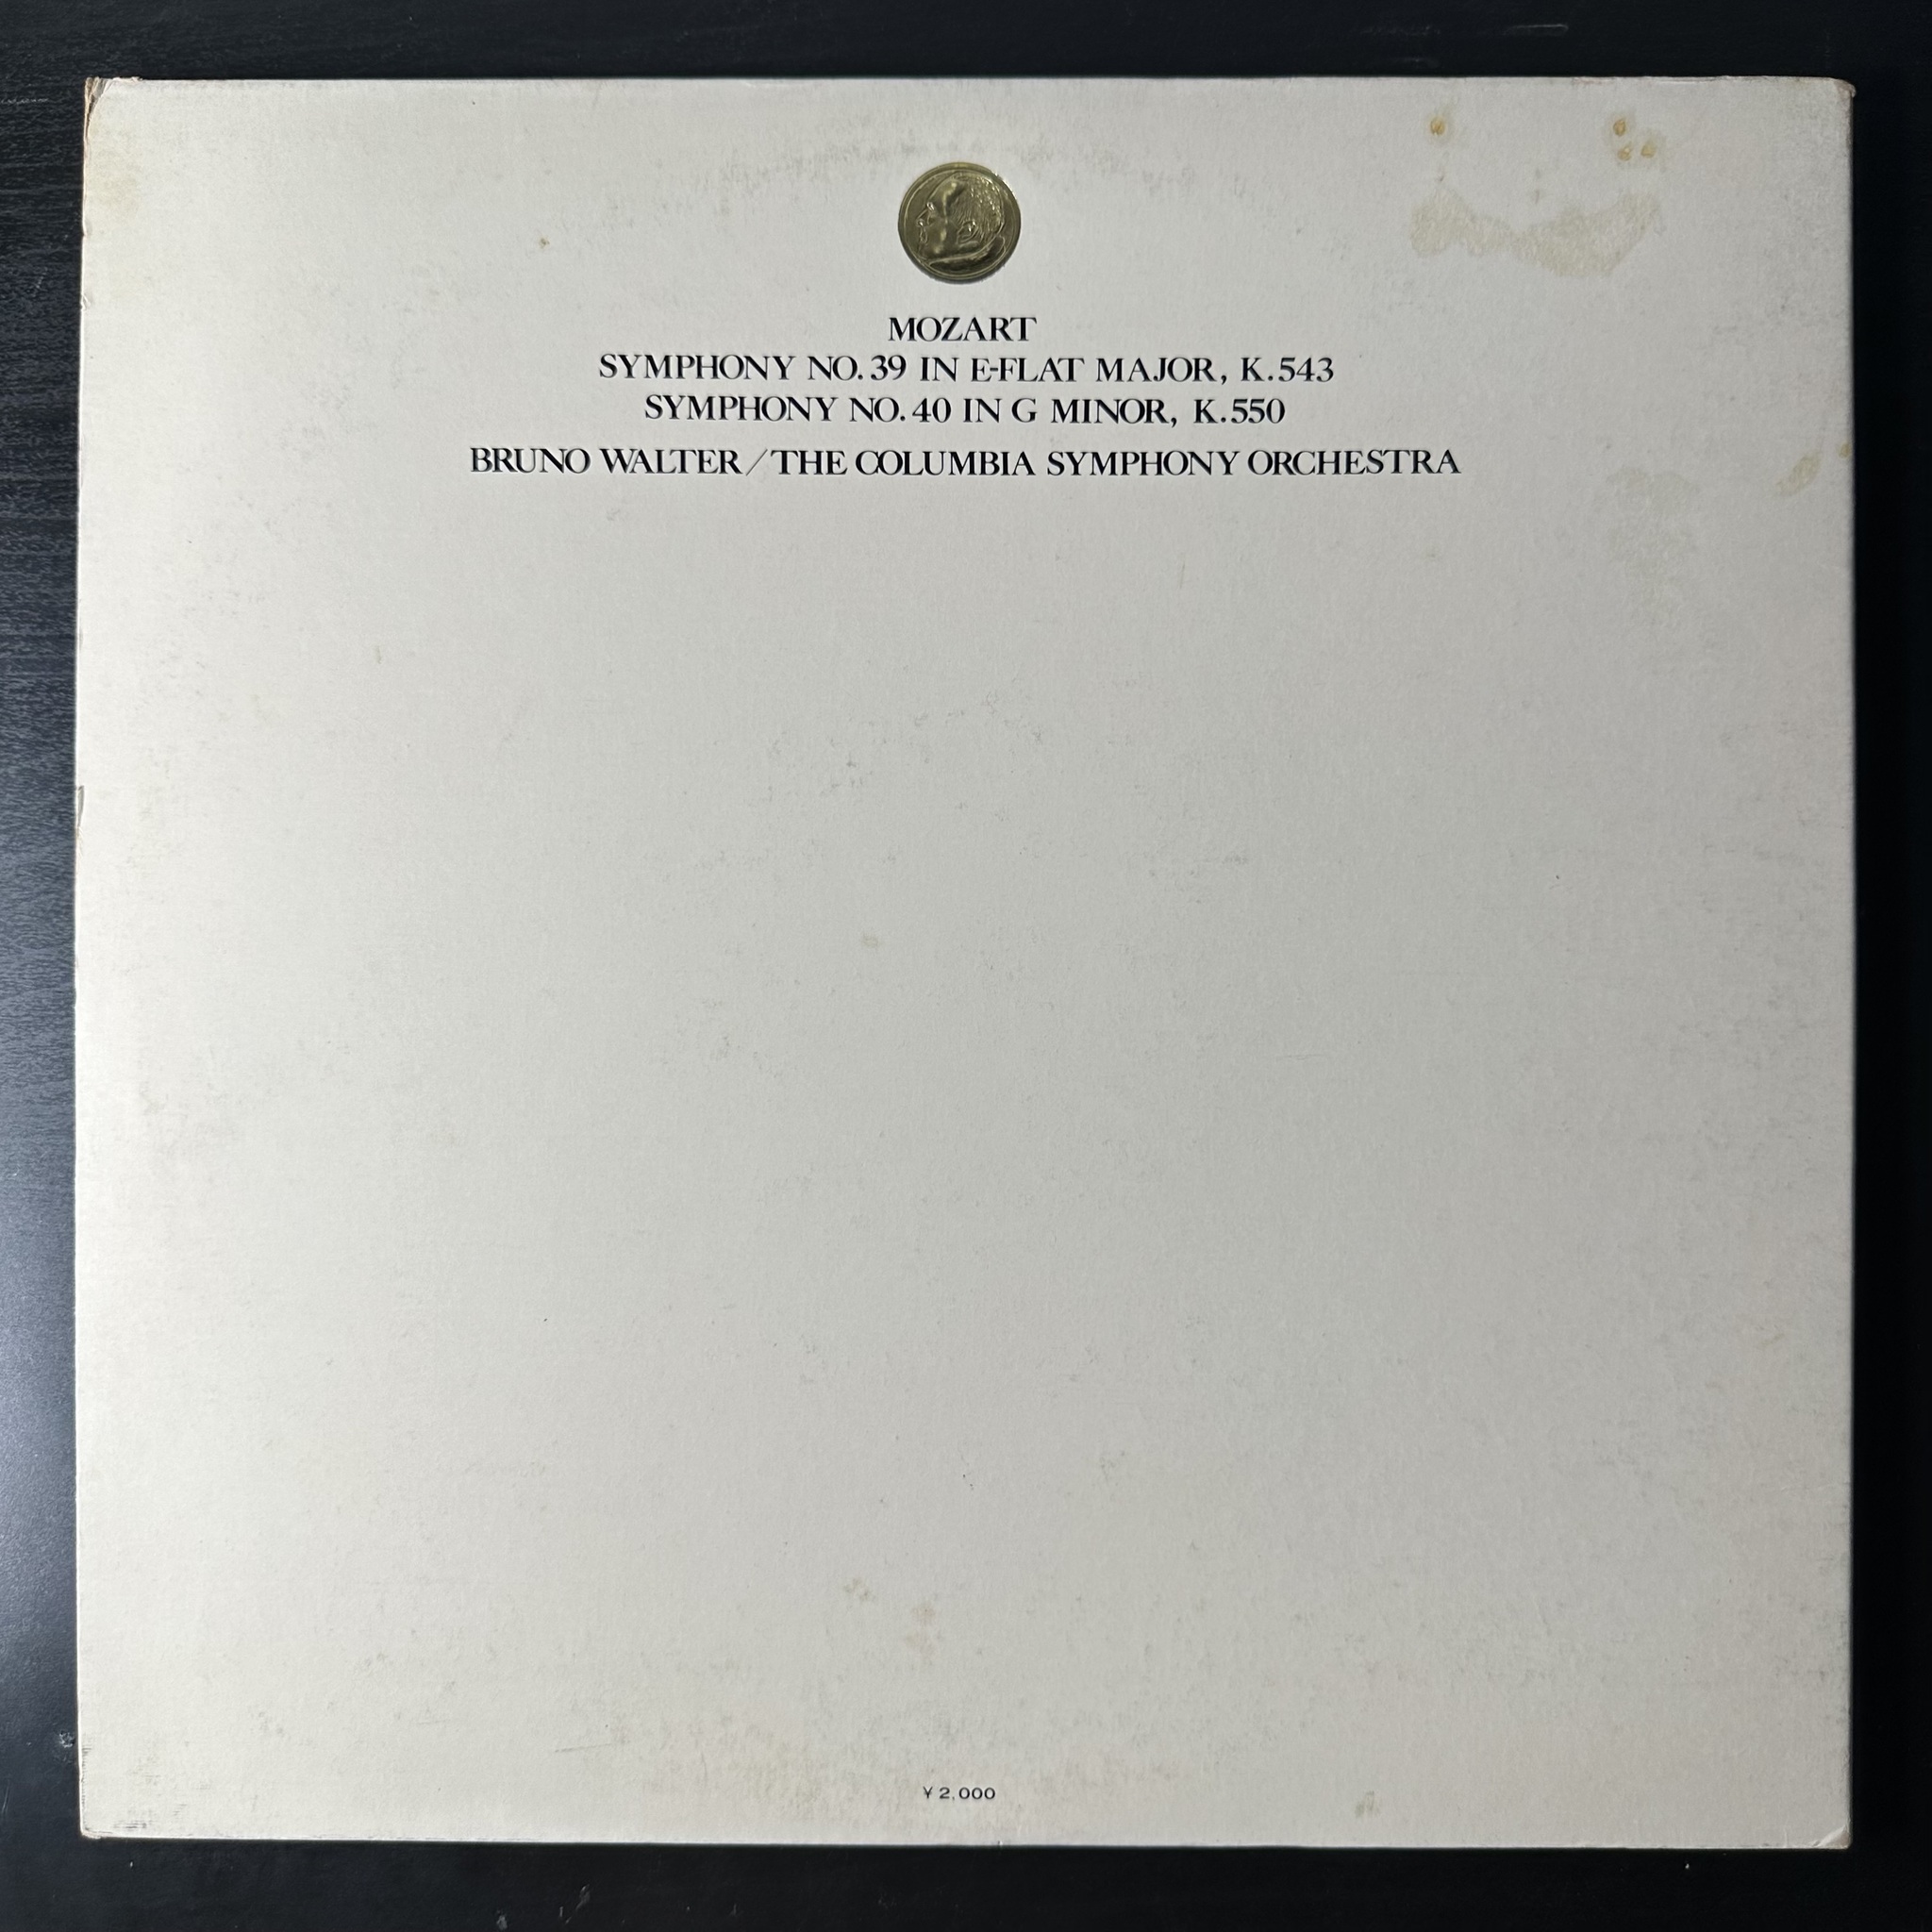 MOZART
SYMPHONY NO. 39 IN E-FLAT MAJOR, K. 543
SYMPHONY NO. 40 IN G MINOR, K. 550
BRUNO WALTER/THE COLUMBIA SYMPHONY ORCHESTRA
¥ 2,000